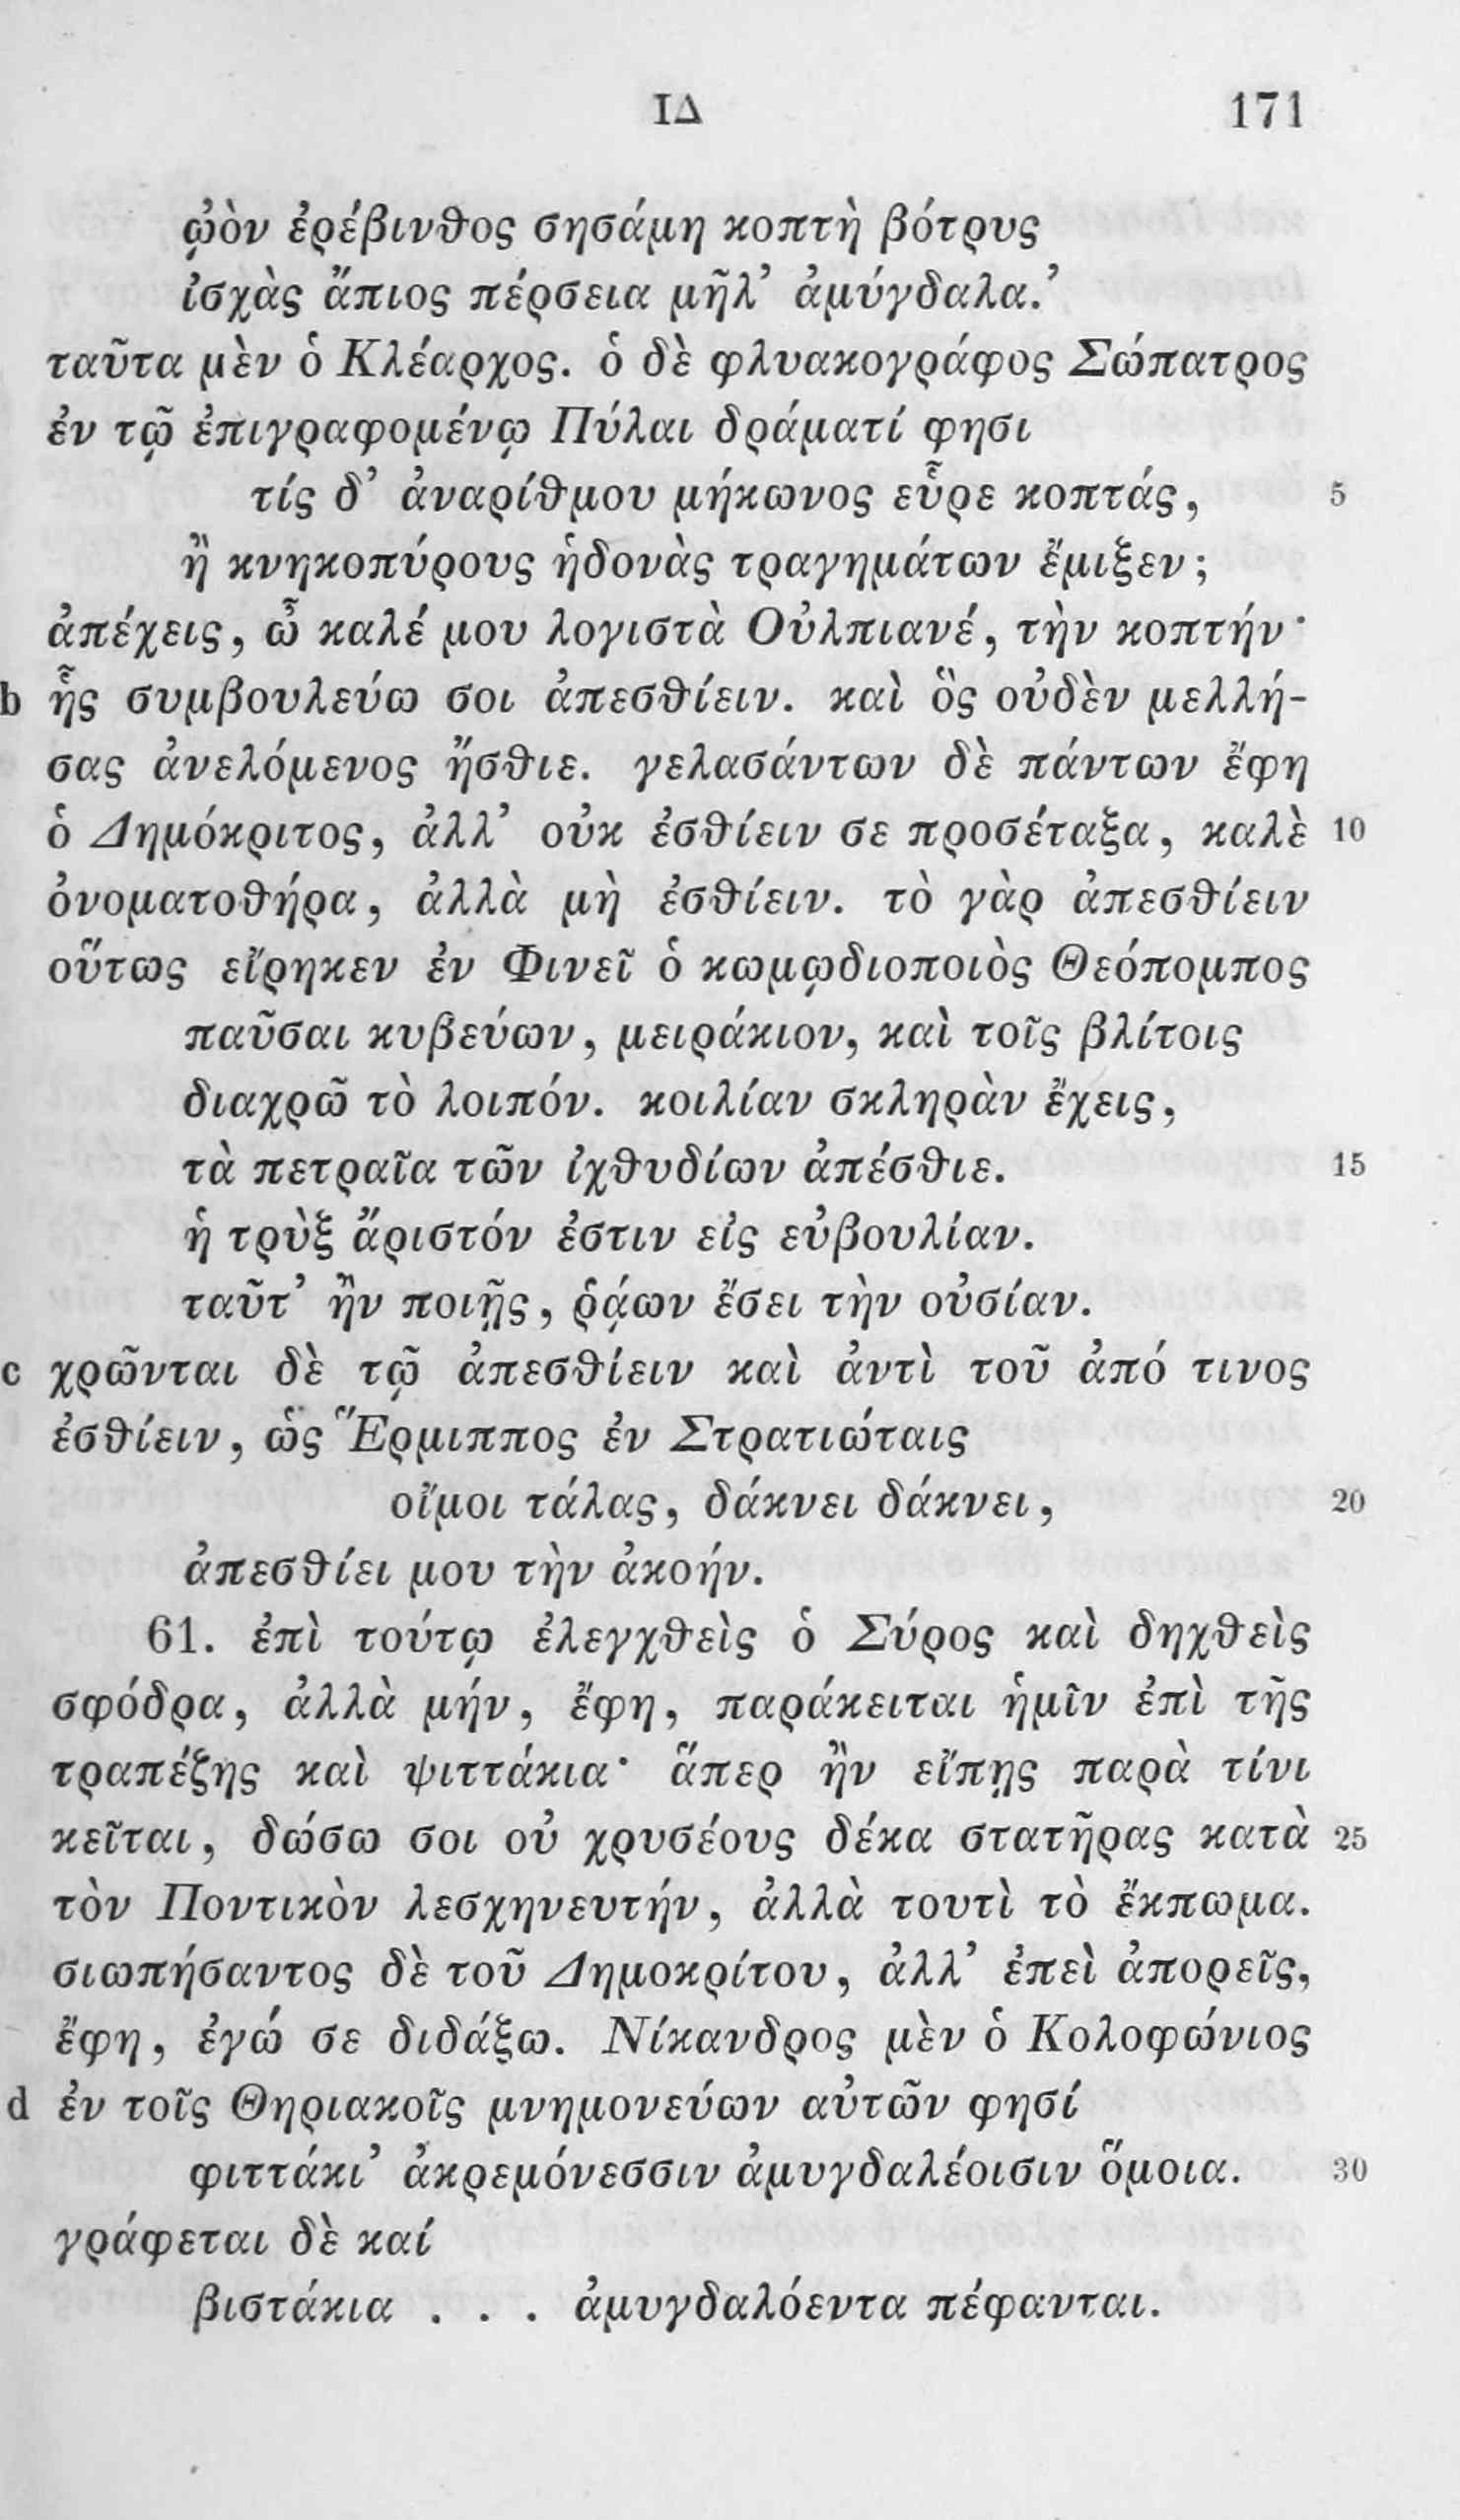 ΙΔ 171
ᾠὸν ἐρέβινθος σησάμη κοπτὴ βότρυς
ἰσχὰς ἄπιος πέρσεια μῆλ’ ἀμύγδαλα.’
ταῦτα μὲν ὁ Κλέαρχος. ὁ δὲ φλυακογράφος Σώπατρος
ἐν τῷ ἐπιγραφομένῳ Πύλαι δράματί φησι
τίς δ’ ἀναρίθμου μήκωνος εὗρε κοπτάς, 5
ἢ κνηκοπύρους ἡδονὰς τραγημάτων ἔμιξεν;
ἀπέχεις, ὦ καλέ μου λογιστὰ Οὐλπιανέ, τὴν κοπτήν·
b ἧς συμβουλεύω σοι ἀπεσθίειν. καὶ ὃς οὐδὲν μελλή-
σας ἀνελόμενος ἤσθιε. γελασάντων δὲ πάντων ἔφη
ὁ Δημόκριτος, ἀλλ’ οὐκ ἐσθίειν σε προσέταξα, καλὲ 10
ὀνοματοθήρα, ἀλλὰ μὴ ἐσθίειν. τὸ γὰρ ἀπεσθίειν
οὕτως εἴρηκεν ἐν Φινεῖ ὁ κωμῳδιοποιὸς Θεόπομπος
παῦσαι κυβεύων, μειράκιον, καὶ τοῖς βλίτοις
διαχρῶ τὸ λοιπόν. κοιλίαν σκληρὰν ἔχεις,
τὰ πετραῖα τῶν ἰχθυδίων ἀπέσθιε. 15
ἡ τρὺξ ἄριστόν ἐστιν εἰς εὐβουλίαν.
ταῦτ’ ἢν ποιῇς, ῥᾴων ἔσει τὴν οὐσίαν.
c χρῶνται δὲ τῷ ἀπεσθίειν καὶ ἀντὶ τοῦ ἀπό τινος
ἐσθίειν, ὡς Ἕρμιππος ἐν Στρατιώταις
οἴμοι τάλας, δάκνει δάκνει, 20
ἀπεσθίει μου τὴν ἀκοήν.
61. ἐπὶ τούτῳ ἐλεγχθεὶς ὁ Σύρος καὶ δηχθεὶς
σφόδρα, ἀλλὰ μήν, ἔφη, παράκειται ἡμῖν ἐπὶ τῆς
τραπέζης καὶ ψιττάκια· ἅπερ ἢν εἴπῃς παρὰ τίνι
κεῖται, δώσω σοι οὐ χρυσέους δέκα στατῆρας κατὰ 25
τὸν Ποντικὸν λεσχηνευτήν, ἀλλὰ τουτὶ τὸ ἔκπωμα.
σιωπήσαντος δὲ τοῦ Δημοκρίτου, ἀλλ’ ἐπεὶ ἀπορεῖς,
ἔφη, ἐγώ σε διδάξω. Νίκανδρος μὲν ὁ Κολοφώνιος
d ἐν τοῖς Θηριακοῖς μνημονεύων αὐτῶν φησί
φιττάκι’ ἀκρεμόνεσσιν ἀμυγδαλέοισιν ὅμοια. 30
γράφεται δὲ καί
βιστάκια . . . ἀμυγδαλόεντα πέφανται.